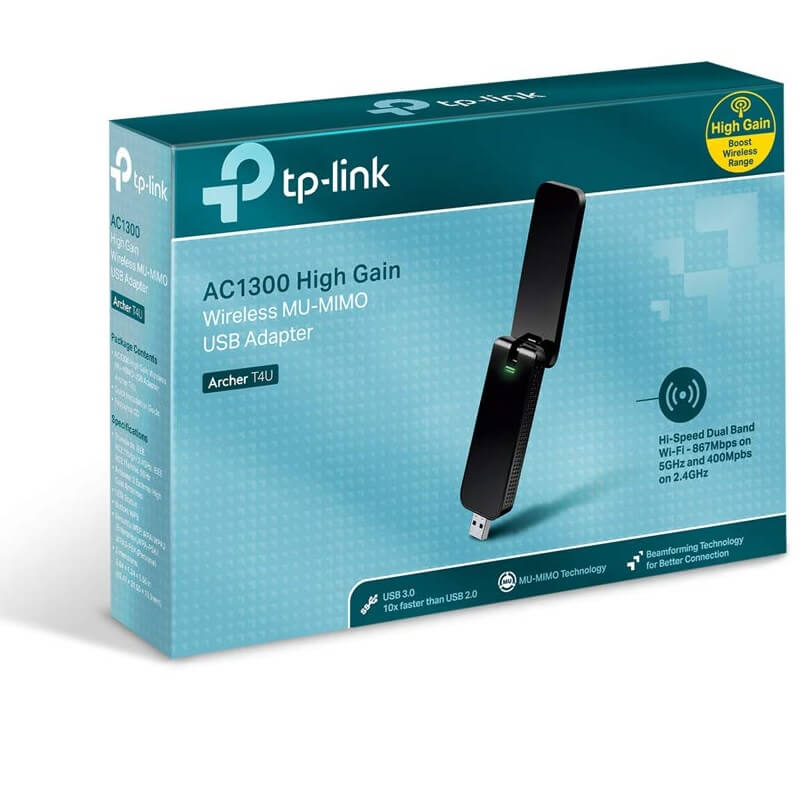 tp-link
High Gain
Boost
Wireless
Range
tp-link
AC1300 High Gain
Wireless MU-MIMO
USB Adapter
Archer T4U
Hi-Speed Dual Band
Wi-Fi - 867Mbps on
5GHz and 400Mpbs
on 2.4GHz
USB 3.0
10x faster than USB 2.0
MU
MU-MIMO Technology
Beamforming Technology
for Better Connection
tp-link
AC1300
High Gain
Wireless MU-MIMO
USB Adapter
Archer T4U
Package Contents
Specifications